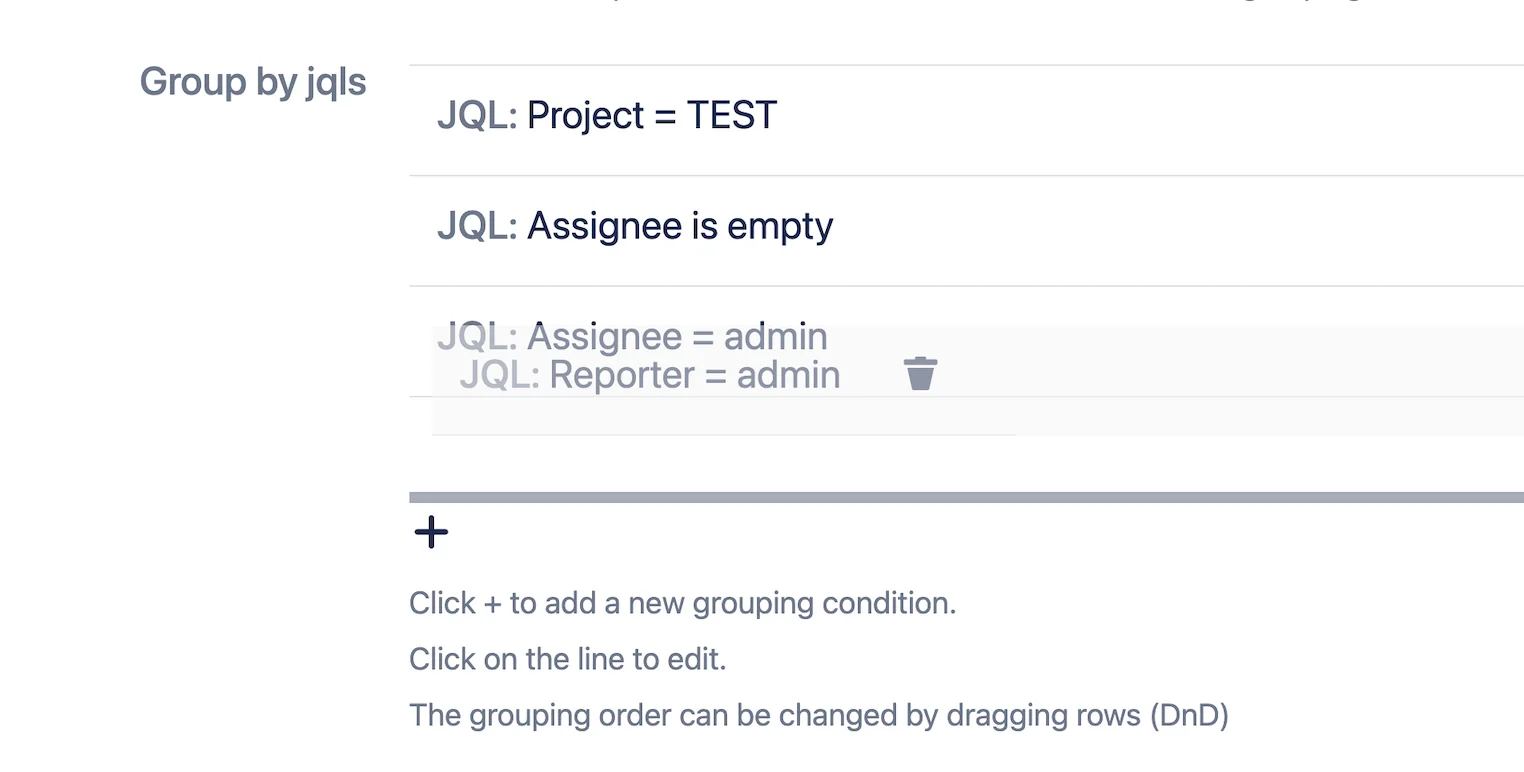 Group by jqls
JQL: Project = TEST
JQL: Assignee is empty
JQL: Assignee = admin
JQL: Reporter = admin
Click + to add a new grouping condition.
Click on the line to edit.
The grouping order can be changed by dragging rows (DnD)